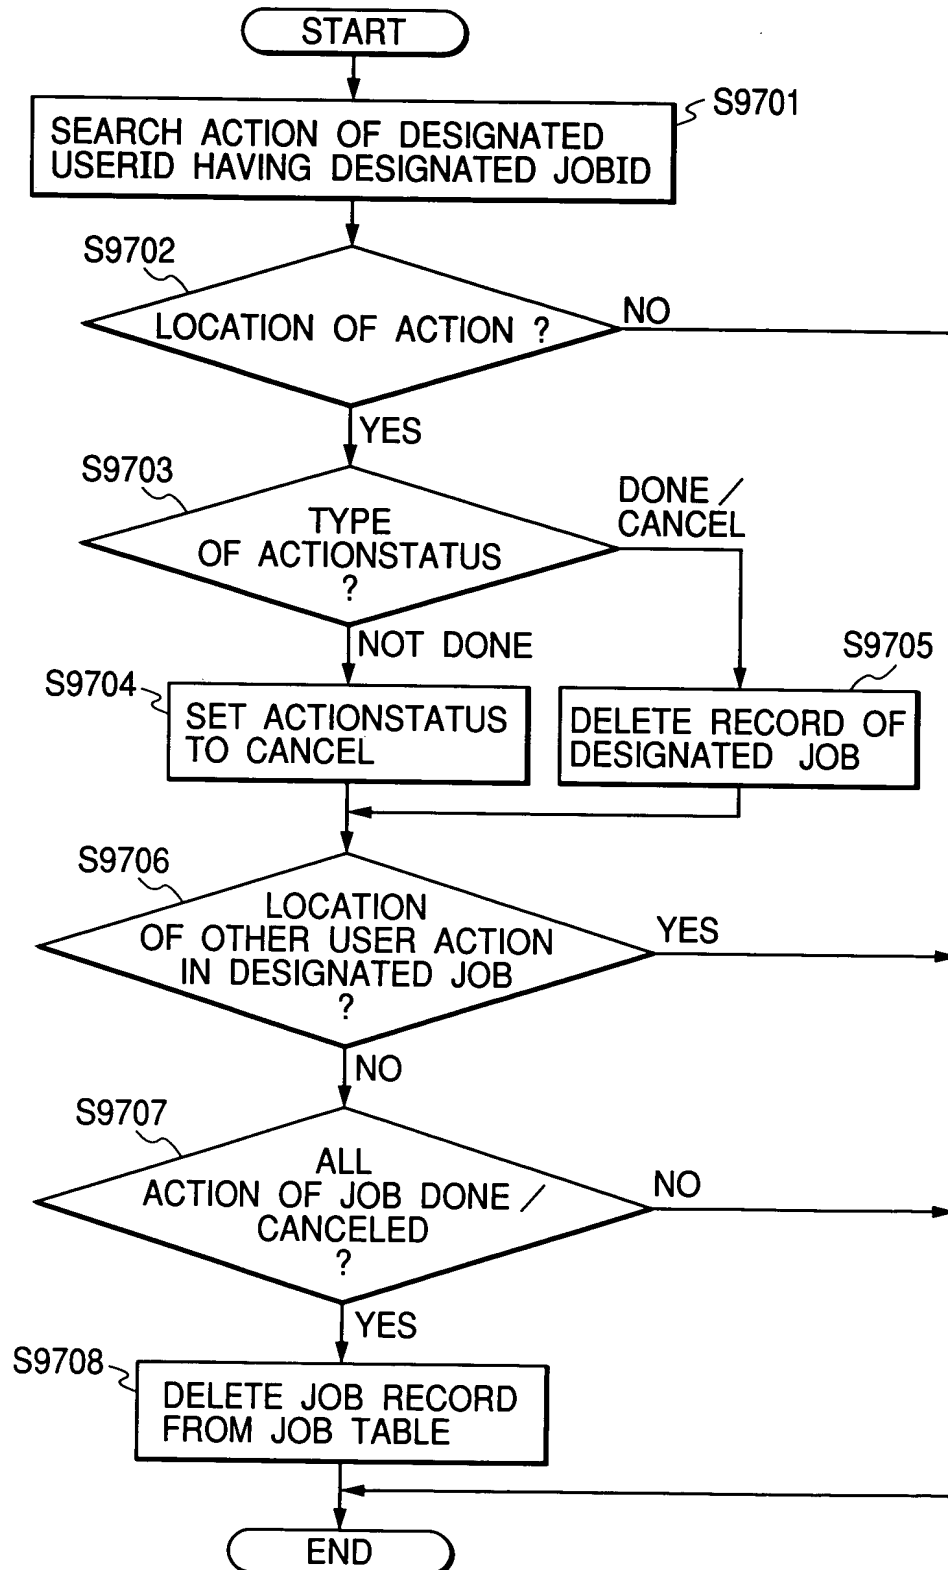 START
S9701
SEARCH ACTION OF DESIGNATED
USERID HAVING DESIGNATED JOBID
S9702
LOCATION OF ACTION ?
NO
YES
S9703
TYPE
OF ACTIONSTATUS
?
DONE /
CANCEL
NOT DONE
S9704
SET ACTIONSTATUS
TO CANCEL
S9705
DELETE RECORD OF
DESIGNATED JOB
S9706
LOCATION
OF OTHER USER ACTION
IN DESIGNATED JOB
?
YES
NO
S9707
ALL
ACTION OF JOB DONE /
CANCELED
?
NO
YES
S9708
DELETE JOB RECORD
FROM JOB TABLE
END